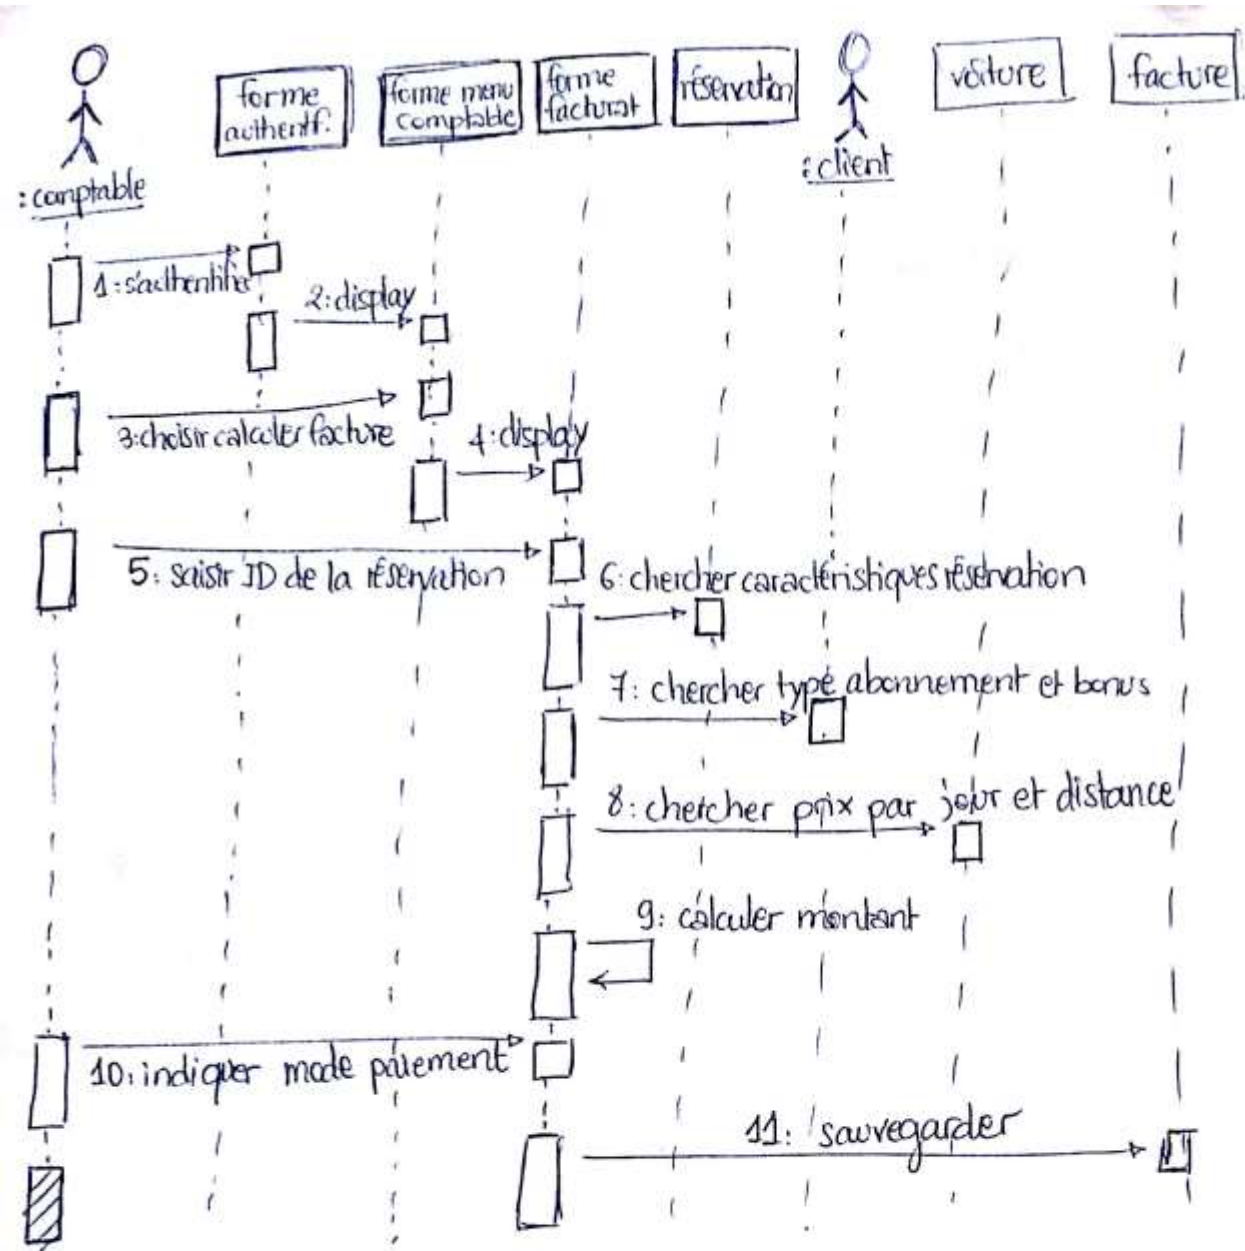 forme
authentf.
forme menu
comptable
forme
facturat
réservation
voiture
facture
:comptable
:client
1:s'authentifier
2:display
3:choisir calculer facture
4:display
5: saisir ID de la réservation
6:chercher caractéristiques réservation
7: chercher type abonnement et bonus
8: chercher prix par jour et distance
9: calculer montant
10: indiquer mode paiement
11: sauvegarder